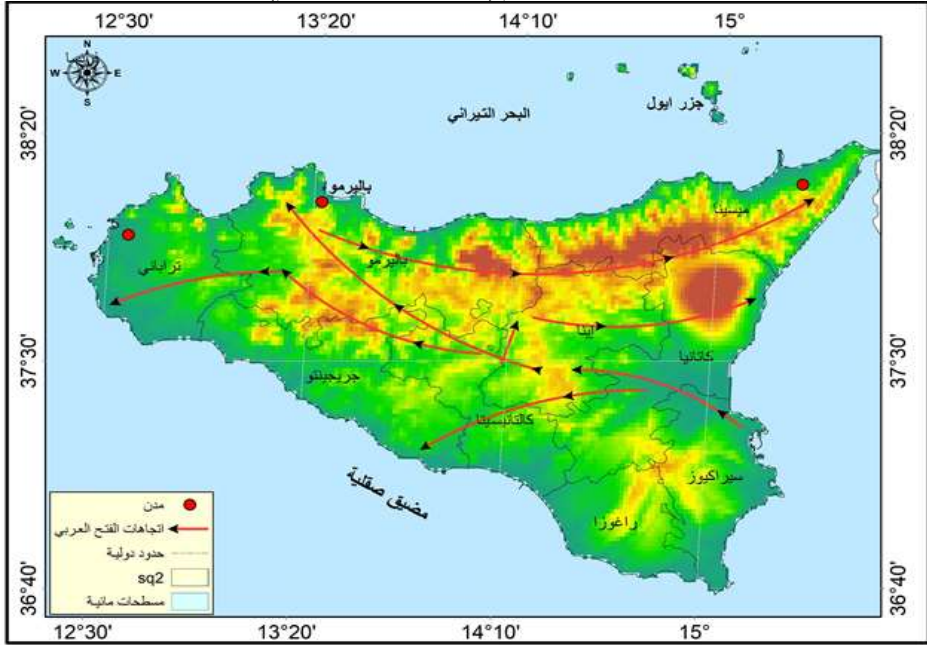 12°30' 13°20' 14°10' 15°
N
W E
S
38°20'
37°30
36°40'
38°20'
37°30
36°40'
البحر التيراني
جزر ايول
باليرمو
ميسينا
تراباني
باليرمو
إينا
كاتانيا
جريجينتو
كالتانيسيتا
سيراكيوز
راغوزا
مضيق صقلية
مدن
اتجاهات الفتح العربي
حدود دولية
sq2
مسطحات مائية
12°30' 13°20' 14°10' 15°